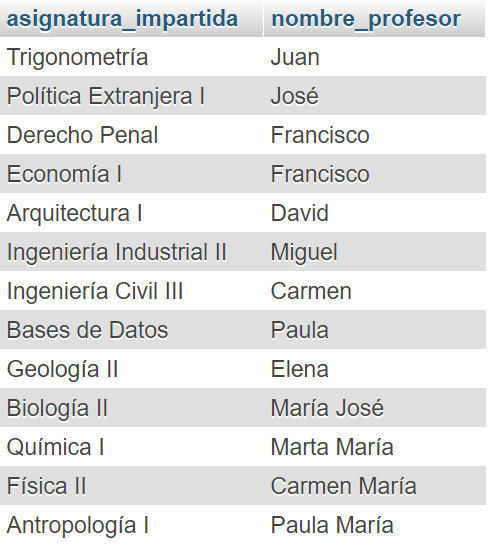 asignatura_impartida nombre_profesor
Trigonometría Juan
Política Extranjera I José
Derecho Penal Francisco
Economía I Francisco
Arquitectura I David
Ingeniería Industrial II Miguel
Ingeniería Civil III Carmen
Bases de Datos Paula
Geología II Elena
Biología II María José
Química I Marta María
Física II Carmen María
Antropología I Paula María